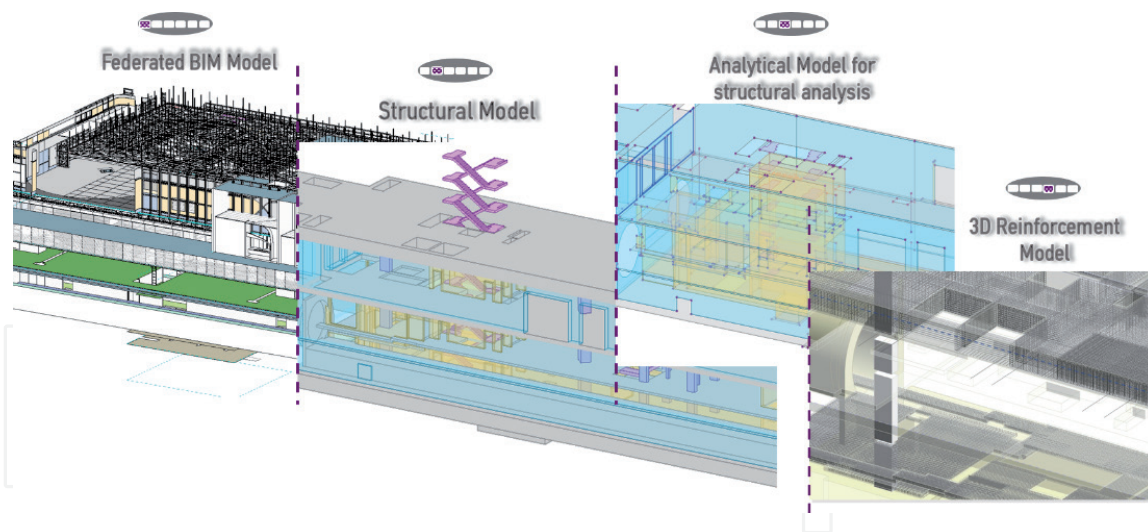 Federated BIM Model
Structural Model
Analytical Model for
structural analysis
3D Reinforcement
Model